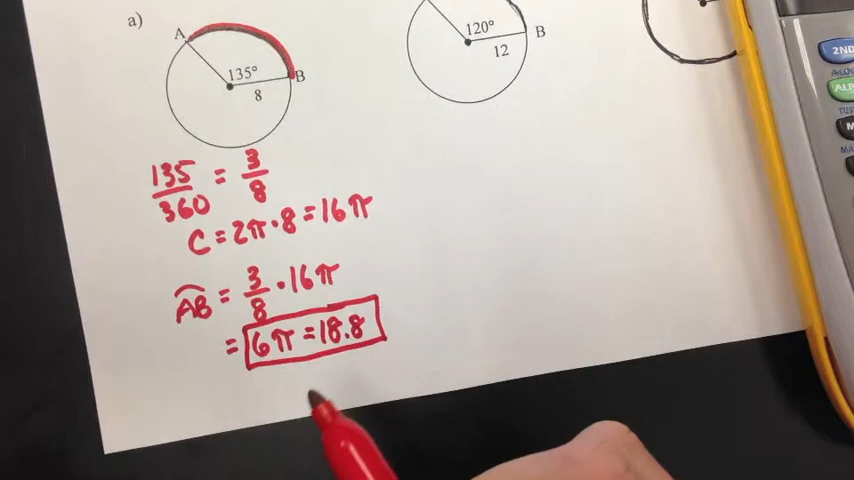 a)
A
135°
B
8
120°
B
12
135/360 = 3/8
C = 2π·8 = 16π
AB = 3/8 · 16π
= 6π = 18.8
2ND